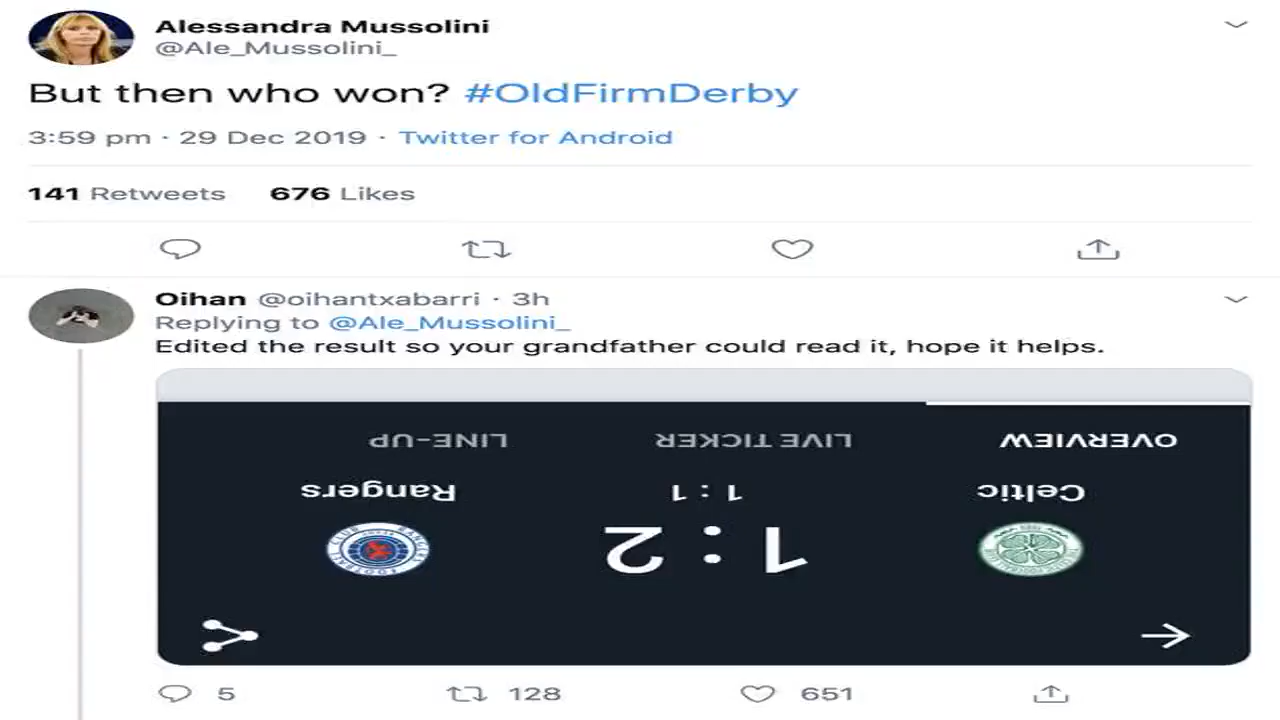 Alessandra Mussolini
@Ale_Mussolini_
But then who won? #OldFirmDerby
3:59 pm · 29 Dec 2019 · Twitter for Android
141 Retweets 676 Likes
Oihan @oihantxabarri · 3h
Replying to @Ale_Mussolini_
Edited the result so your grandfather could read it, hope it helps.
OVERVIEW LIVE TICKER LINE-UP
Celtic 1 : 1 Rangers
1 : 2
5 128 651